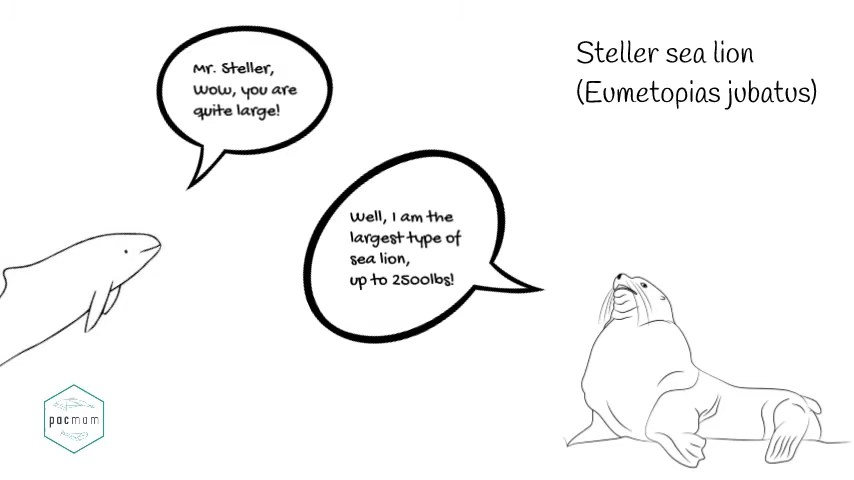 Mr. Steller,
Wow, you are
quite large!
Steller sea lion
(Eumetopias jubatus)
Well, I am the
largest type of
sea lion,
up to 2500lbs!
pacmam